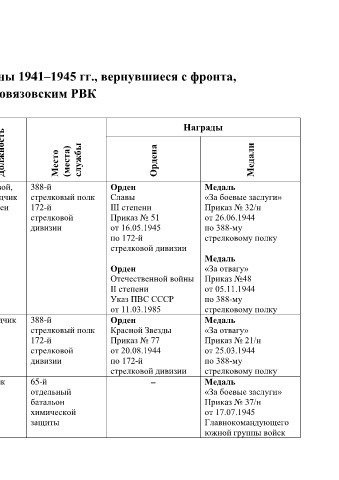 ны 1941–1945 гг., вернувшиеся с фронта,
овязовским РВК
Должность
Место
(места)
службы
Награды
Ордена
Медали
вой,
дчик
еи
388-й
стрелковый полк
172-й
стрелковой
дивизии
Орден
Славы
III степени
Приказ № 51
от 16.05.1945
по 172-й
стрелковой дивизии
Орден
Отечественной войны
II степени
Указ ПВС СССР
от 11.03.1985
Медаль
«За боевые заслуги»
Приказ № 32/н
от 26.06.1944
по 388-му
стрелковому полку
Медаль
«За отвагу»
Приказ №48
от 05.11.1944
по 388-му
стрелковому полку
дчик
388-й
стрелковый полк
172-й
стрелковой
дивизии
Орден
Красной Звезды
Приказ № 77
от 20.08.1944
по 172-й
стрелковой дивизии
Медаль
«За отвагу»
Приказ № 21/н
от 25.03.1944
по 388-му
стрелковому полку
к
65-й
отдельный
батальон
химической
защиты
–
Медаль
«За боевые заслуги»
Приказ № 37/н
от 17.07.1945
Главнокомандующего
южной группы войск